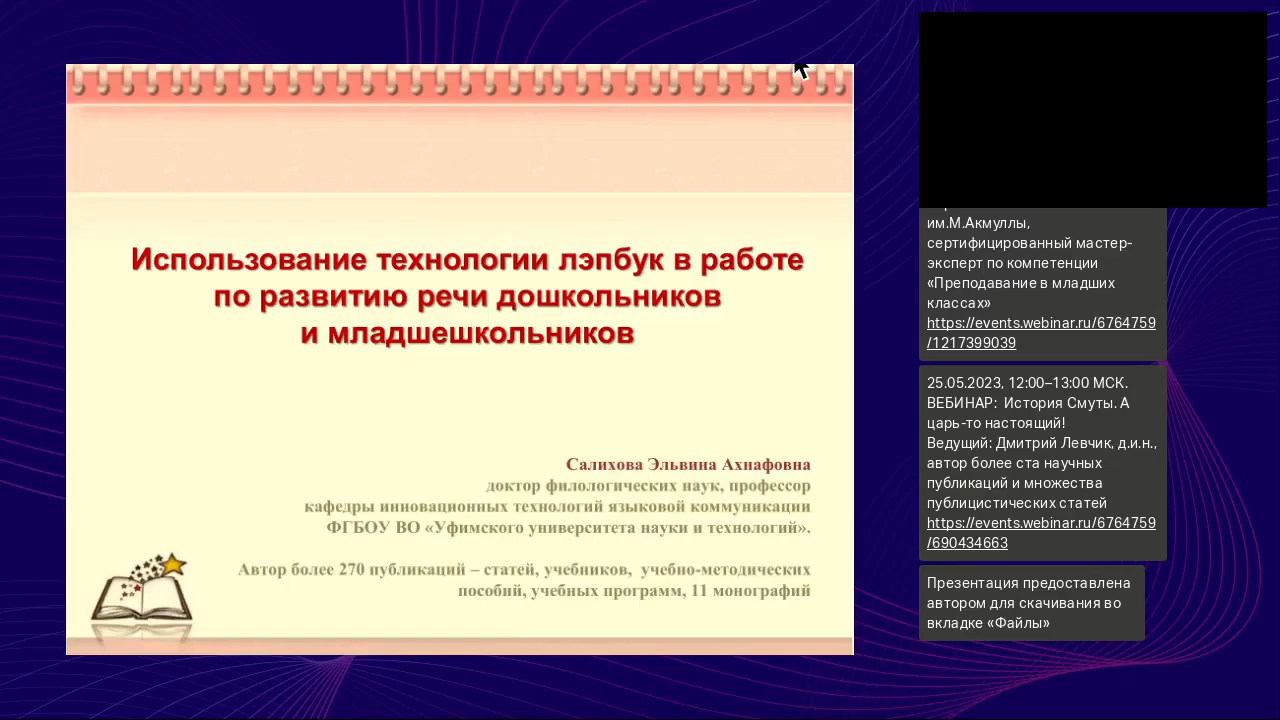 Использование технологии лэпбук в работе
по развитию речи дошкольников
и младшешкольников
Салихова Эльвина Ахнафовна
доктор филологических наук, профессор
кафедры инновационных технологий языковой коммуникации
ФГБОУ ВО «Уфимского университета науки и технологий».
Автор более 270 публикаций – статей, учебников, учебно-методических
пособий, учебных программ, 11 монографий
им.М.Акмуллы,
сертифицированный мастер-
эксперт по компетенции
«Преподавание в младших
классах»
https://events.webinar.ru/6764759
/1217399039
25.05.2023, 12:00–13:00 МСК.
ВЕБИНАР: История Смуты. А
царь-то настоящий!
Ведущий: Дмитрий Левчик, д.и.н.,
автор более ста научных
публикаций и множества
публицистических статей
https://events.webinar.ru/6764759
/690434663
Презентация предоставлена
автором для скачивания во
вкладке «Файлы»